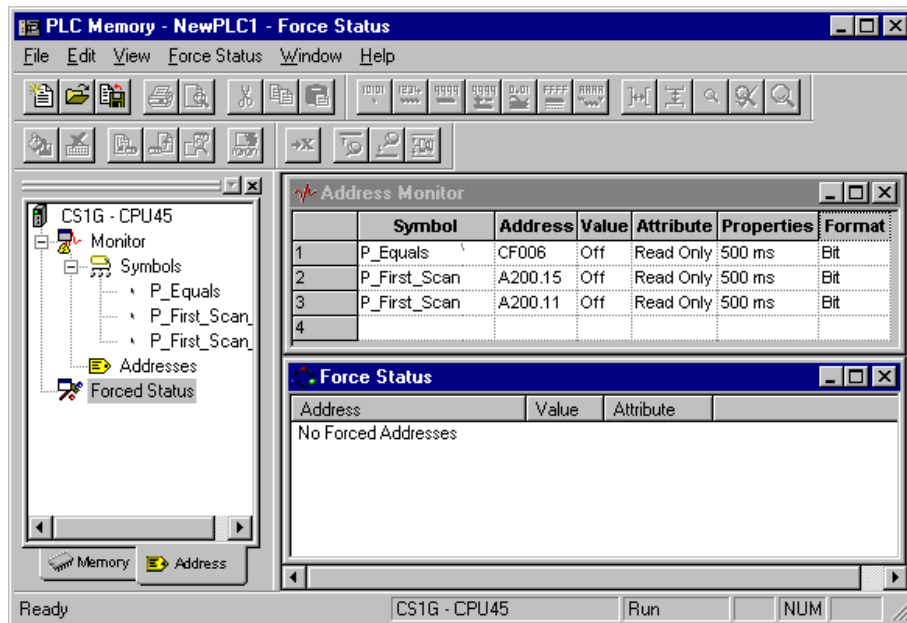 PLC Memory - NewPLC1 - Force Status
File Edit View Force Status Window Help
CS1G - CPU45
Monitor
Symbols
P_Equals
P_First_Scan_
P_First_Scan_
Addresses
Forced Status
Memory Address
Address Monitor
Symbol Address Value Attribute Properties Format
1 P_Equals CF006 Off Read Only 500 ms Bit
2 P_First_Scan A200.15 Off Read Only 500 ms Bit
3 P_First_Scan A200.11 Off Read Only 500 ms Bit
4
Force Status
Address Value Attribute
No Forced Addresses
Ready CS1G - CPU45 Run NUM